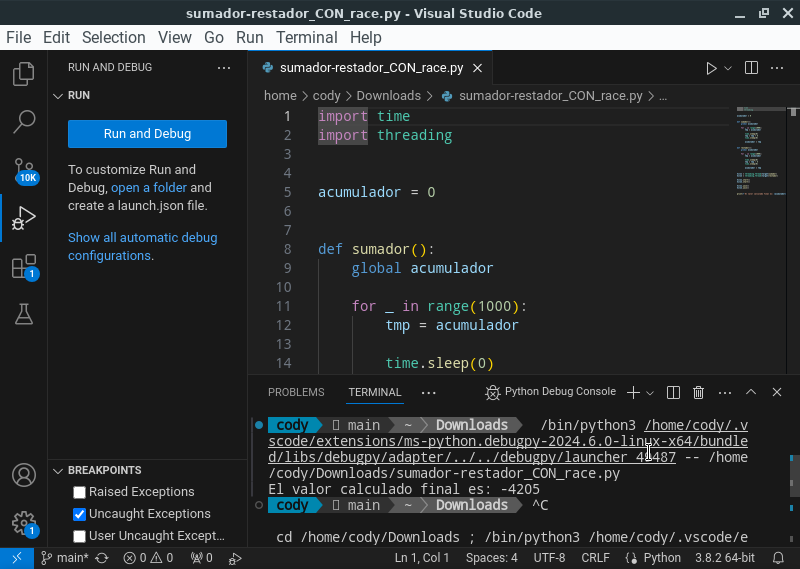 sumador-restador_CON_race.py - Visual Studio Code
File Edit Selection View Go Run Terminal Help
RUN AND DEBUG
RUN
Run and Debug
To customize Run and
Debug, open a folder and
create a launch.json file.
Show all automatic debug
configurations.
10K
1
1
BREAKPOINTS
Raised Exceptions
Uncaught Exceptions
User Uncaught Except...
sumador-restador_CON_race.py
home > cody > Downloads > sumador-restador_CON_race.py > ...
1 import time
2 import threading
3
4
5 acumulador = 0
6
7
8 def sumador():
9 global acumulador
10
11 for _ in range(1000):
12 tmp = acumulador
13
14 time.sleep(0)
PROBLEMS TERMINAL ... Python Debug Console
cody main ~ Downloads /bin/python3 /home/cody/.v
scode/extensions/ms-python.debugpy-2024.6.0-linux-x64/bundle
d/libs/debugpy/adapter/../../debugpy/launcher 48487 -- /home
/cody/Downloads/sumador-restador_CON_race.py
El valor calculado final es: -4205
cody main ~ Downloads ^C
cd /home/cody/Downloads ; /bin/python3 /home/cody/.vscode/e
main* 0 0 0 Ln 1, Col 1 Spaces: 4 UTF-8 CRLF Python 3.8.2 64-bit